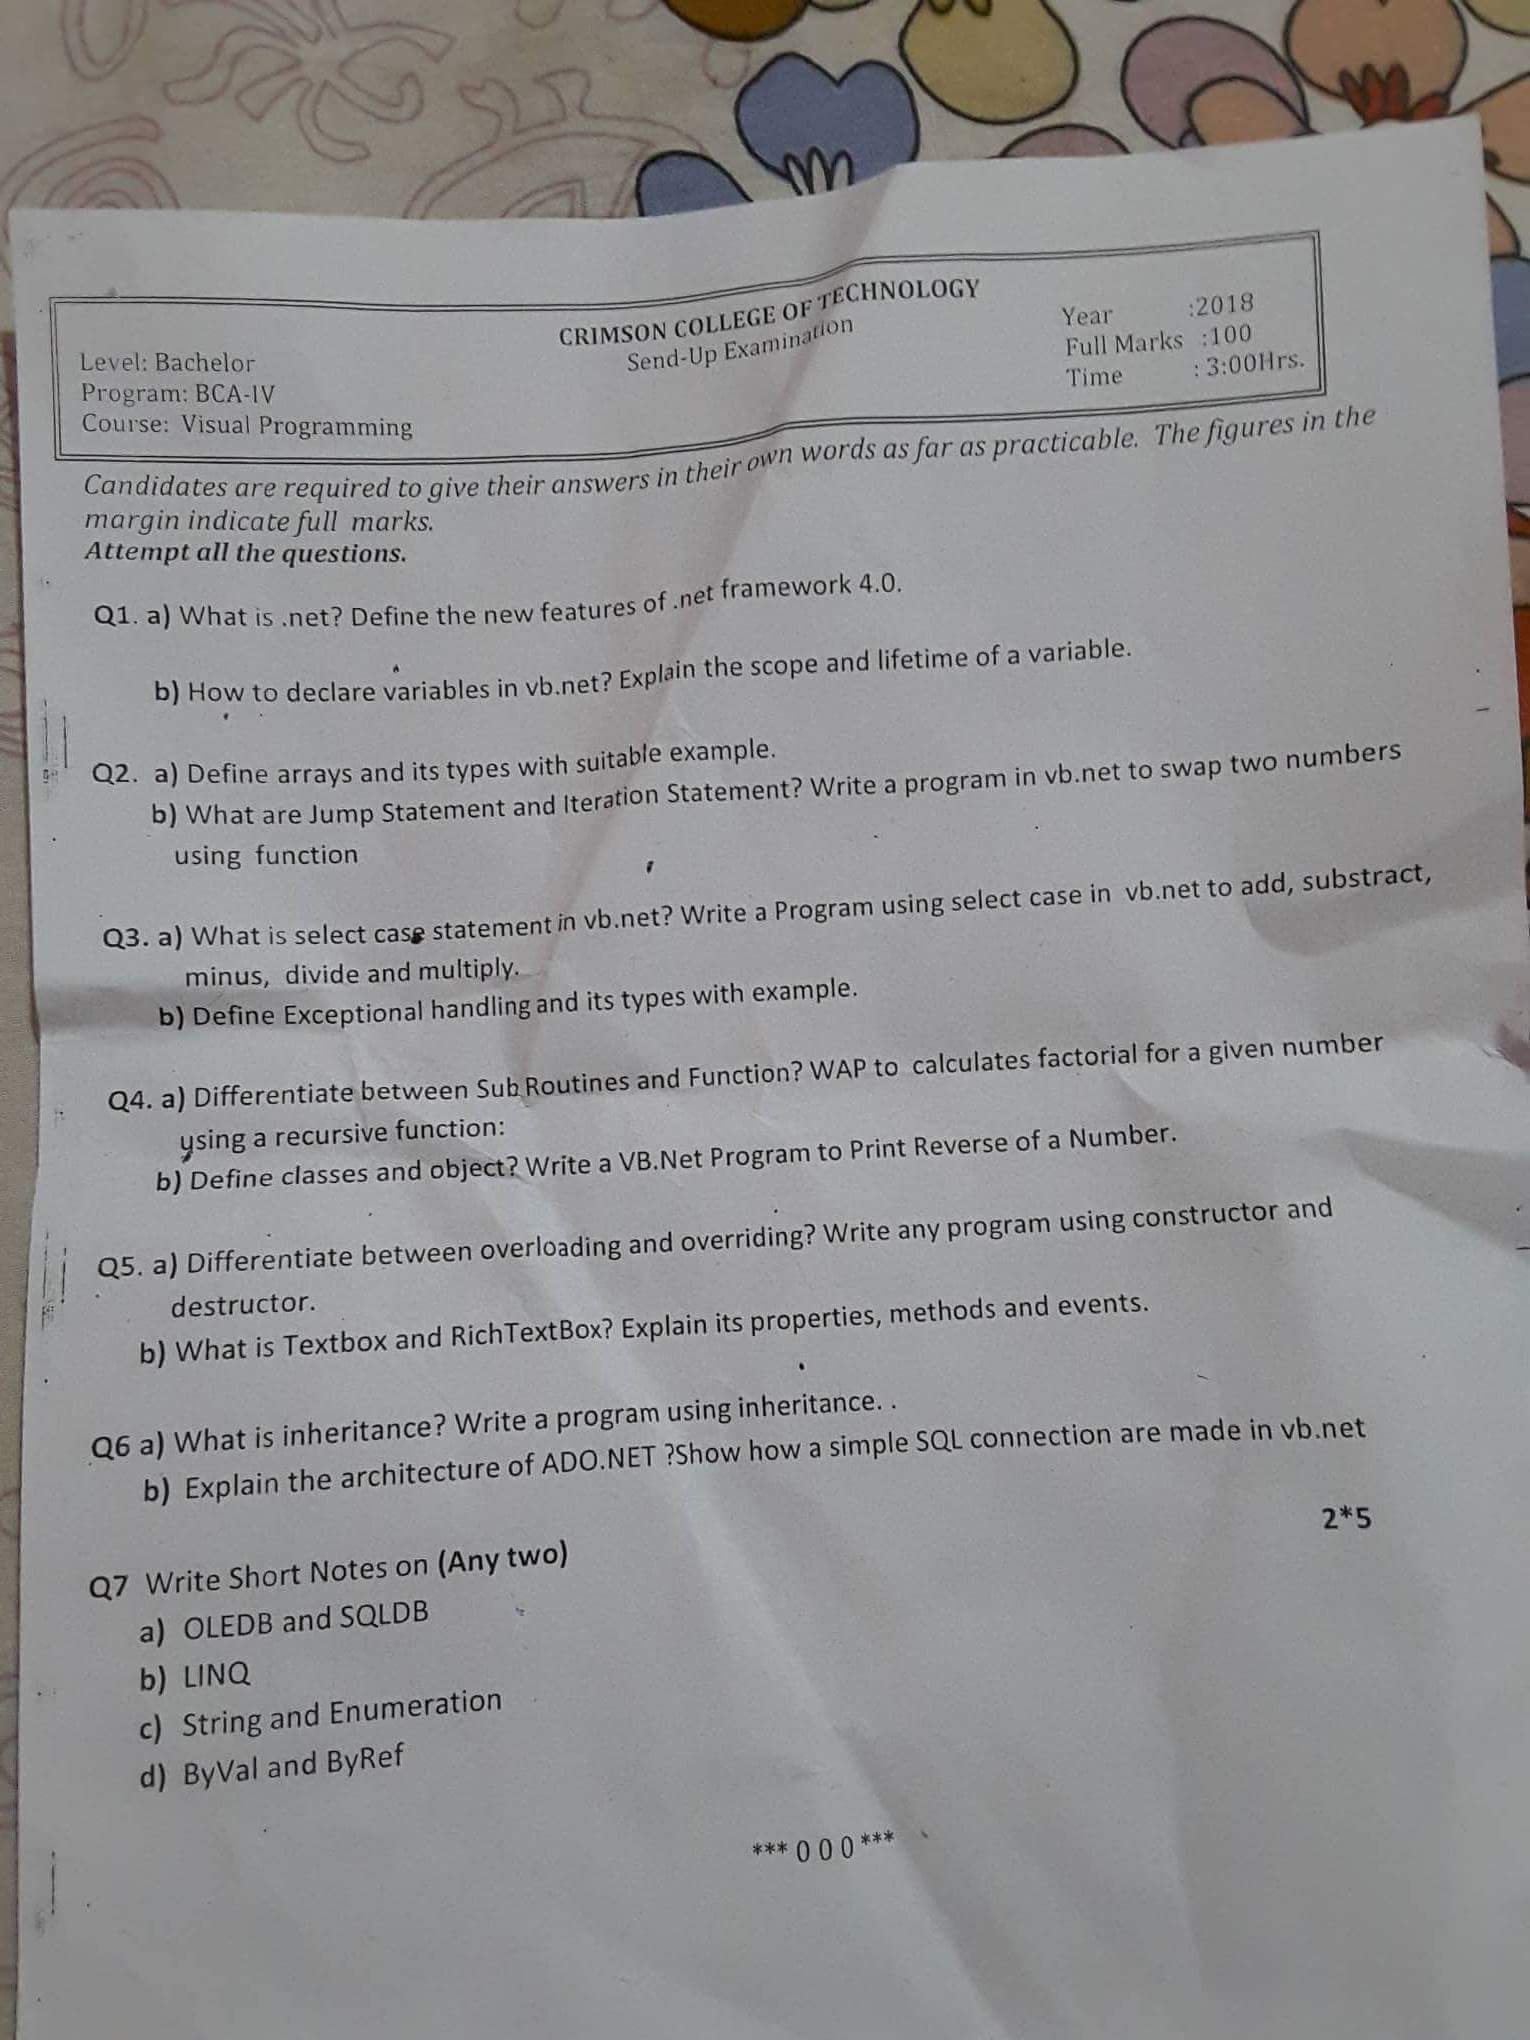 CRIMSON COLLEGE OF TECHNOLOGY
Send-Up Examination
Level: Bachelor
Program: BCA-IV
Course: Visual Programming
Year :2018
Full Marks :100
Time : 3:00Hrs.
Candidates are required to give their answers in their own words as far as practicable. The figures in the
margin indicate full marks.
Attempt all the questions.
Q1. a) What is .net? Define the new features of .net framework 4.0.
b) How to declare variables in vb.net? Explain the scope and lifetime of a variable.
Q2. a) Define arrays and its types with suitable example.
b) What are Jump Statement and Iteration Statement? Write a program in vb.net to swap two numbers
using function
Q3. a) What is select case statement in vb.net? Write a Program using select case in vb.net to add, substract,
minus, divide and multiply.
b) Define Exceptional handling and its types with example.
Q4. a) Differentiate between Sub Routines and Function? WAP to calculates factorial for a given number
using a recursive function:
b) Define classes and object? Write a VB.Net Program to Print Reverse of a Number.
Q5. a) Differentiate between overloading and overriding? Write any program using constructor and
destructor.
b) What is Textbox and RichTextBox? Explain its properties, methods and events.
Q6 a) What is inheritance? Write a program using inheritance. .
b) Explain the architecture of ADO.NET ?Show how a simple SQL connection are made in vb.net
2*5
Q7 Write Short Notes on (Any two)
a) OLEDB and SQLDB
b) LINQ
c) String and Enumeration
d) ByVal and ByRef
***000***